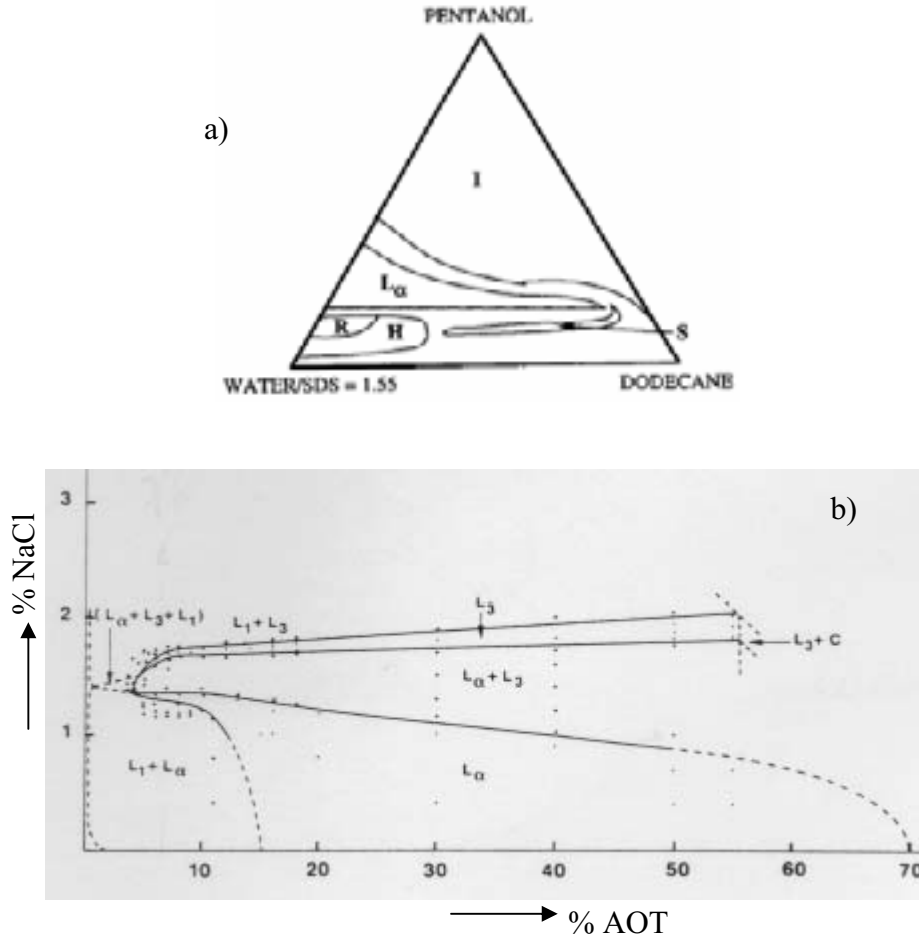 PENTANOL
a)
1
Lα
R H
S
WATER/SDS = 1.55 DODECANE
b)
% NaCl
3
2
1
(Lα+L3+L1)
L1+L3
L3
L3+C
Lα+L3
L1+Lα
Lα
10 20 30 40 50 60 70
% AOT